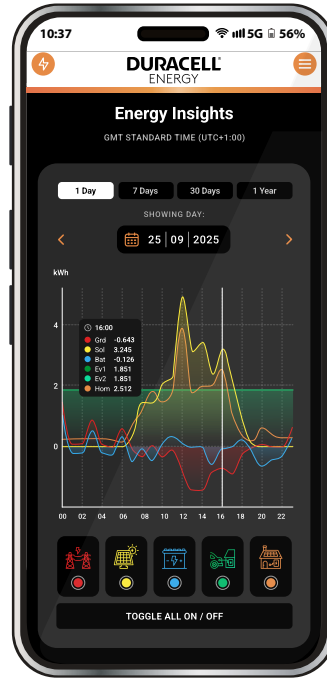 10:37 5G 56%
DURACELL®
ENERGY
Energy Insights
GMT STANDARD TIME (UTC+1:00)
1 Day 7 Days 30 Days 1 Year
SHOWING DAY:
25 | 09 | 2025
kWh
4
2
0
16:00
Grd -0.643
Sol 3.245
Bat -0.126
Ev1 1.851
Ev2 1.851
Hom 2.512
00 02 04 06 08 10 12 14 16 18 20 22
TOGGLE ALL ON / OFF